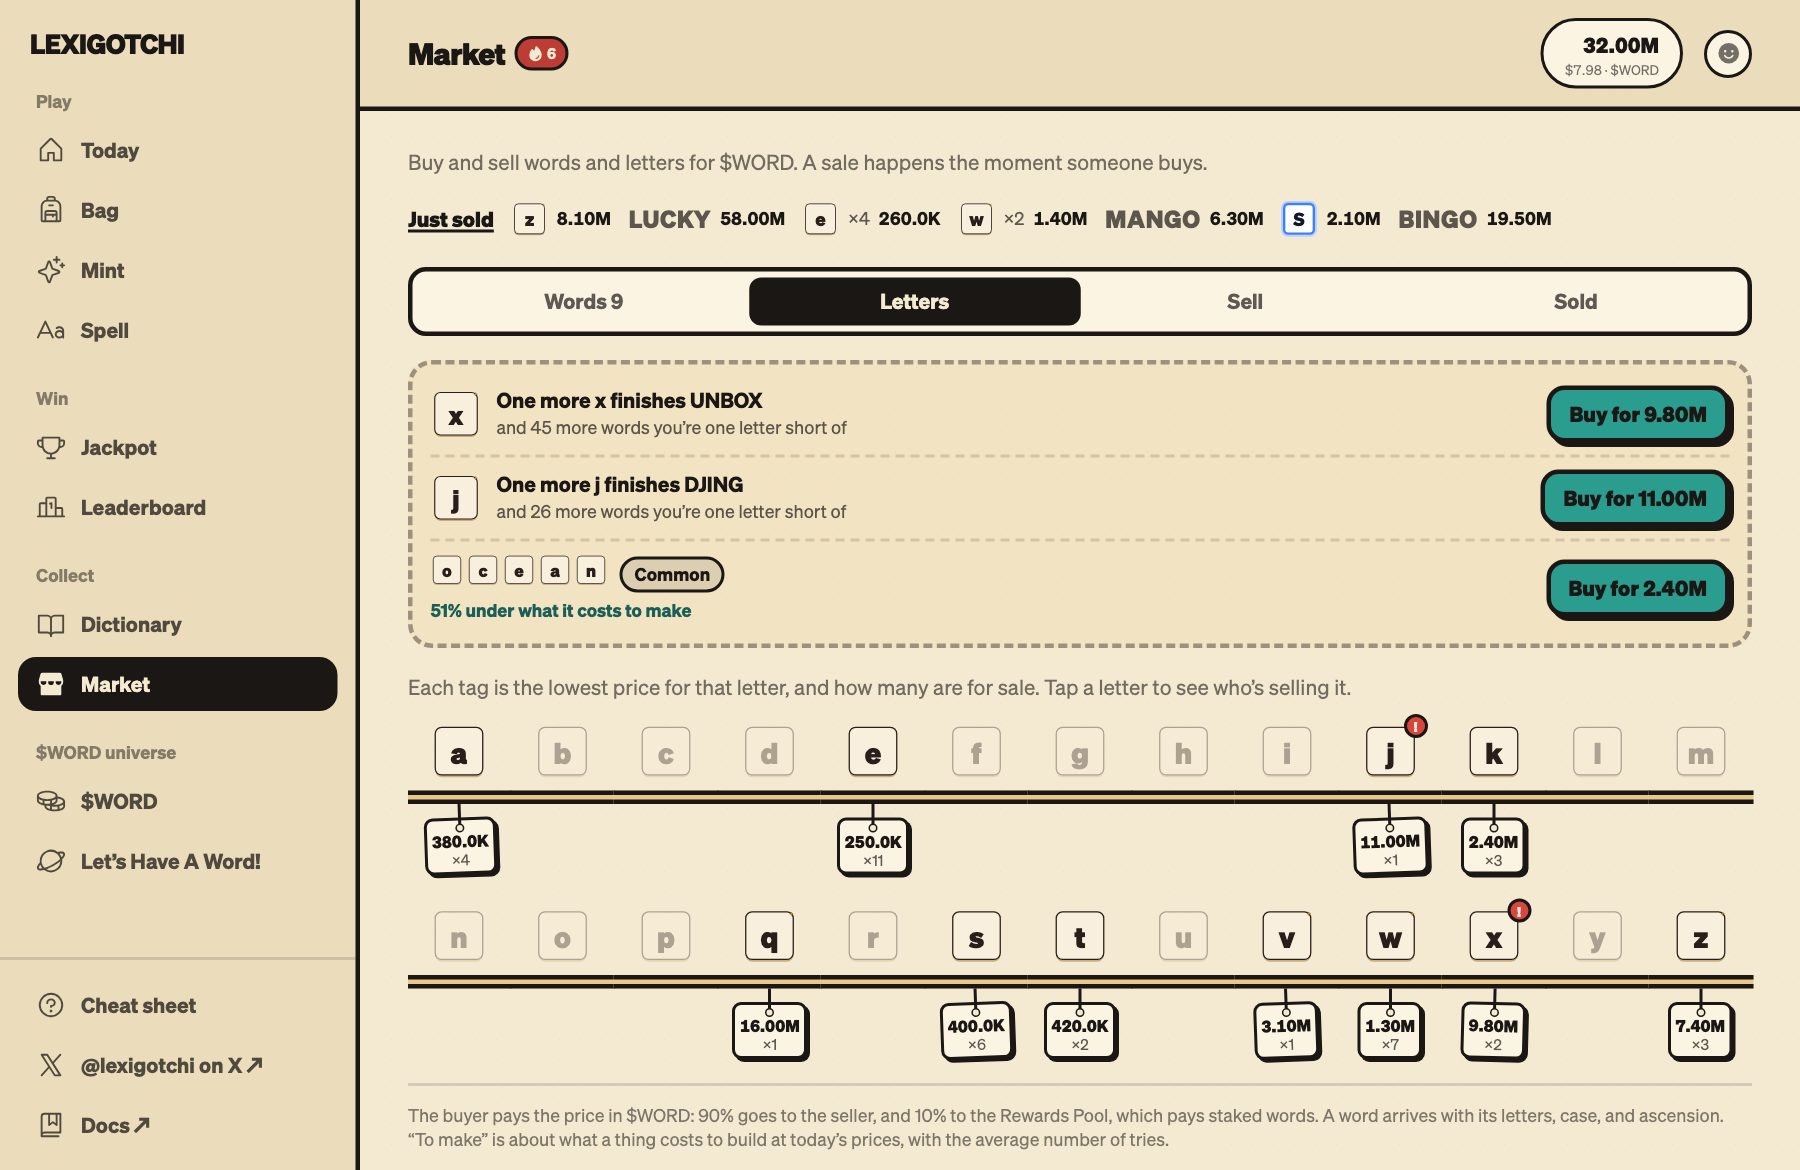 LEXIGOTCHI
Play
Today
Bag
Mint
Aa Spell
Win
Jackpot
1 Leaderboard
Collect
Dictionary
Market
$WORD universe
$WORD
Let's Have A Word!
? Cheat sheet
@lexigotchi on X ↗
Docs ↗
Market 6
32.00M
$7.98 · $WORD
Buy and sell words and letters for $WORD. A sale happens the moment someone buys.
Just sold z 8.10M LUCKY 58.00M e ×4 260.0K w ×2 1.40M MANGO 6.30M S 2.10M BINGO 19.50M
Words 9 Letters Sell Sold
x One more x finishes UNBOX Buy for 9.80M
and 45 more words you're one letter short of
j One more j finishes DJING Buy for 11.00M
and 26 more words you're one letter short of
o c e a n Common Buy for 2.40M
51% under what it costs to make
Each tag is the lowest price for that letter, and how many are for sale. Tap a letter to see who's selling it.
a b c d e f g h i j ! k l m
380.0K 250.0K 11.00M 2.40M
×4 ×11 ×1 ×3
n o p q r s t u v w x ! y z
16.00M 400.0K 420.0K 3.10M 1.30M 9.80M 7.40M
×1 ×6 ×2 ×1 ×7 ×2 ×3
The buyer pays the price in $WORD: 90% goes to the seller, and 10% to the Rewards Pool, which pays staked words. A word arrives with its letters, case, and ascension.
“To make” is about what a thing costs to build at today's prices, with the average number of tries.